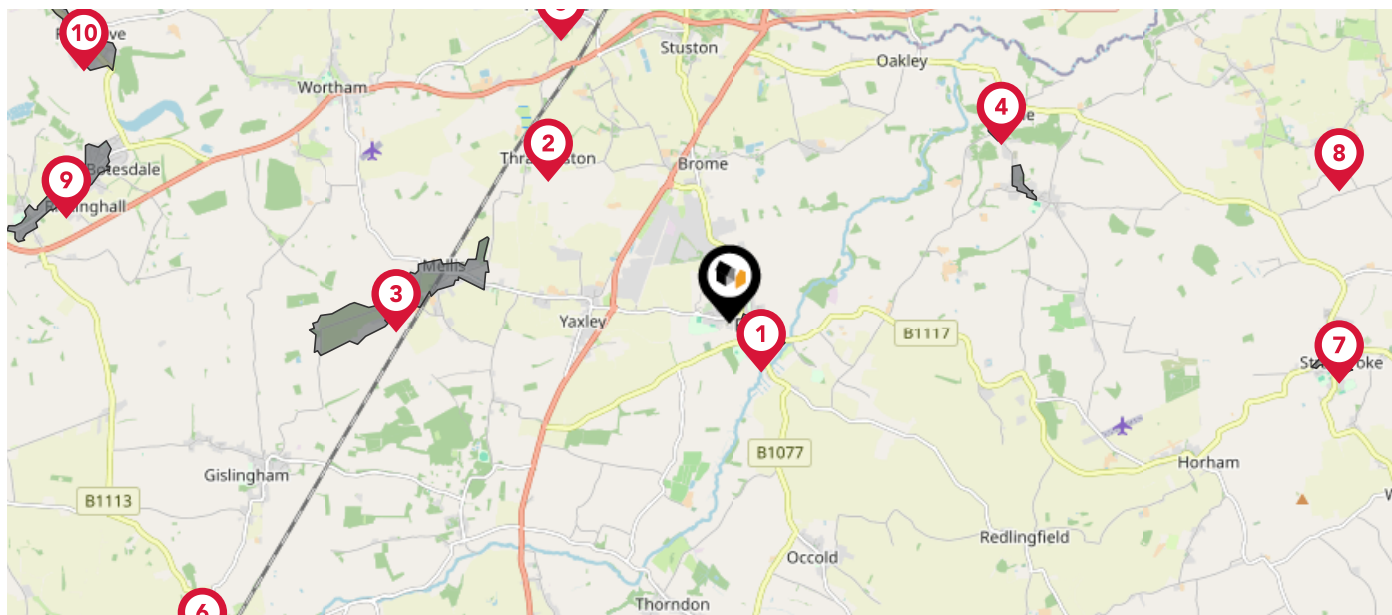 10
Stuston
Oakley
Wortham
4
2
8
Brome
9
Mellis
3
Yaxley
1
B1117
7
B1077
Horham
Gislingham
B1113
Redlingfield
Occold
Thorndon
6